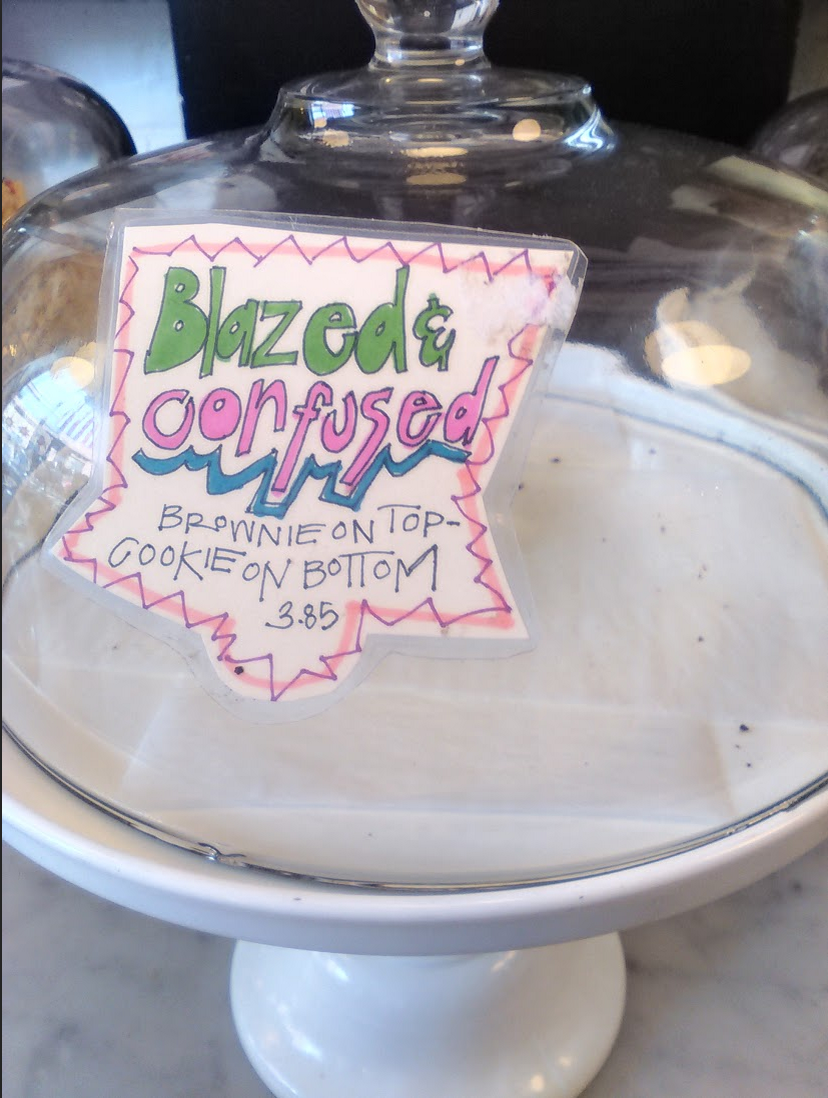 Blazed &
confused
BROWNIE ON TOP-
COOKIE ON BOTTOM
3.85